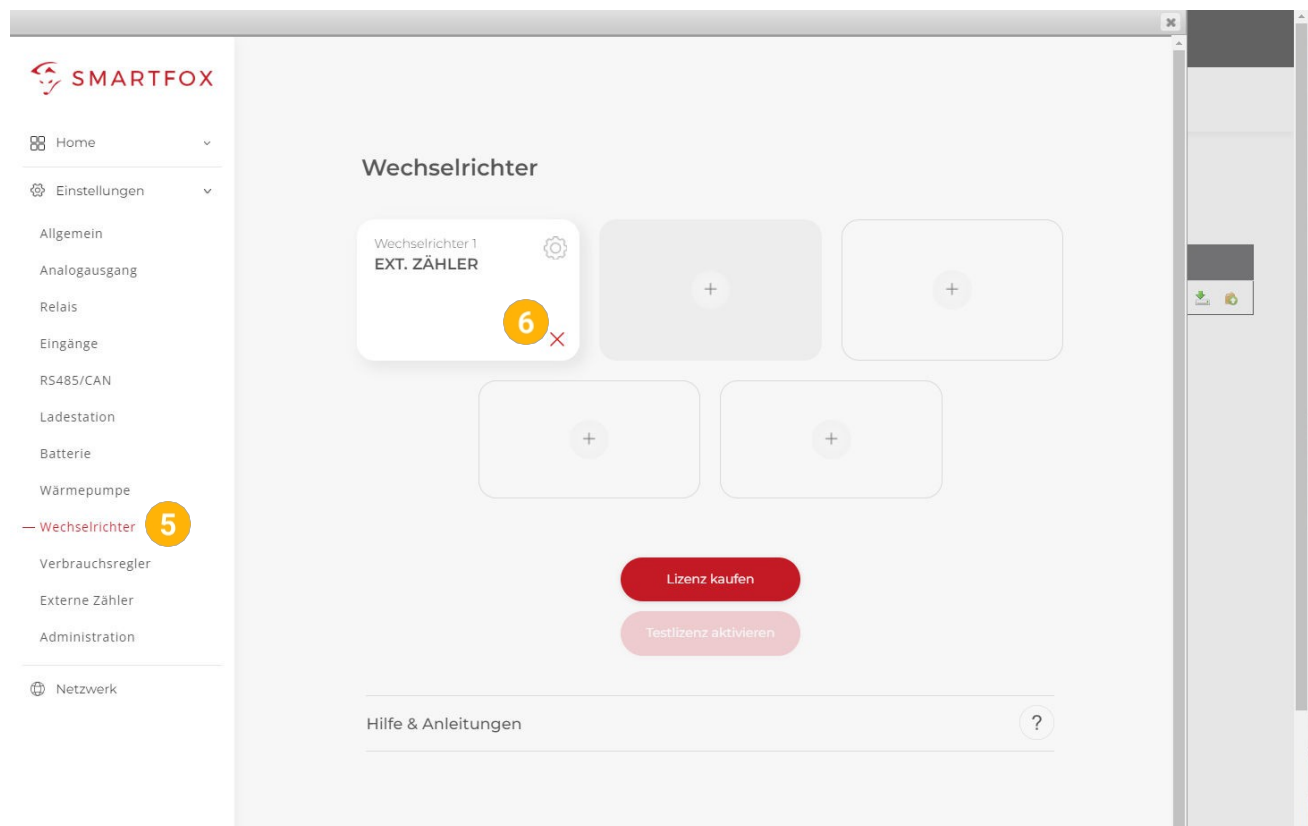 SMARTFOX
Home
Einstellungen
Allgemein
Analogausgang
Relais
Eingänge
RS485/CAN
Ladestation
Batterie
Wärmepumpe
Wechselrichter
5
Verbrauchsregler
Externe Zähler
Administration
Netzwerk
Wechselrichter
Wechselrichter 1
EXT. ZÄHLER
6
+
+
+
+
Lizenz kaufen
Testlizenz aktivieren
Hilfe & Anleitungen
?